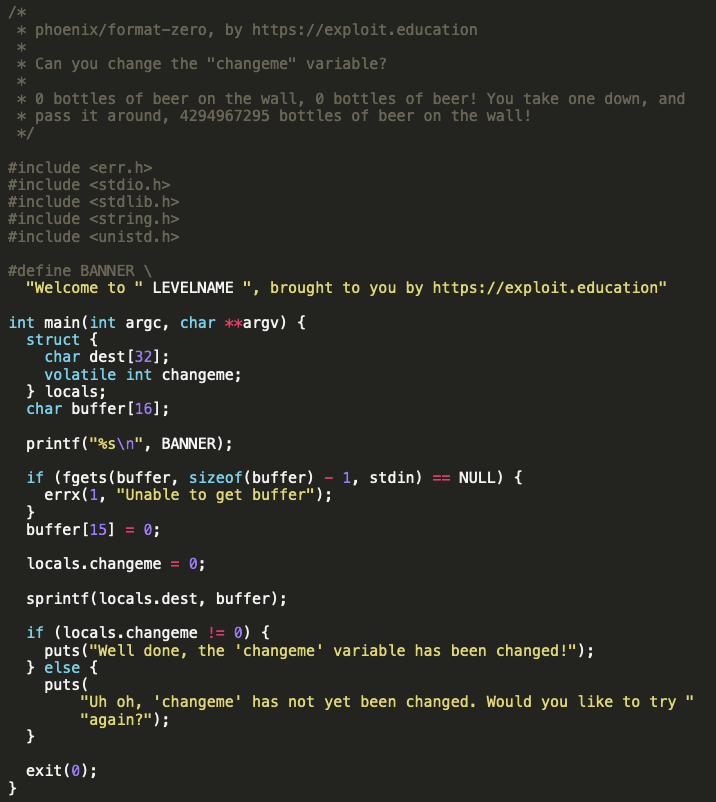 /*
 * phoenix/format-zero, by https://exploit.education
 *
 * Can you change the "changeme" variable?
 *
 * 0 bottles of beer on the wall, 0 bottles of beer! You take one down, and
 * pass it around, 4294967295 bottles of beer on the wall!
 */

#include <err.h>
#include <stdio.h>
#include <stdlib.h>
#include <string.h>
#include <unistd.h>

#define BANNER \
  "Welcome to " LEVELNAME ", brought to you by https://exploit.education"

int main(int argc, char **argv) {
  struct {
    char dest[32];
    volatile int changeme;
  } locals;
  char buffer[16];

  printf("%s\n", BANNER);

  if (fgets(buffer, sizeof(buffer) - 1, stdin) == NULL) {
    errx(1, "Unable to get buffer");
  }
  buffer[15] = 0;

  locals.changeme = 0;

  sprintf(locals.dest, buffer);

  if (locals.changeme != 0) {
    puts("Well done, the 'changeme' variable has been changed!");
  } else {
    puts(
        "Uh oh, 'changeme' has not yet been changed. Would you like to try "
        "again?");
  }

  exit(0);
}